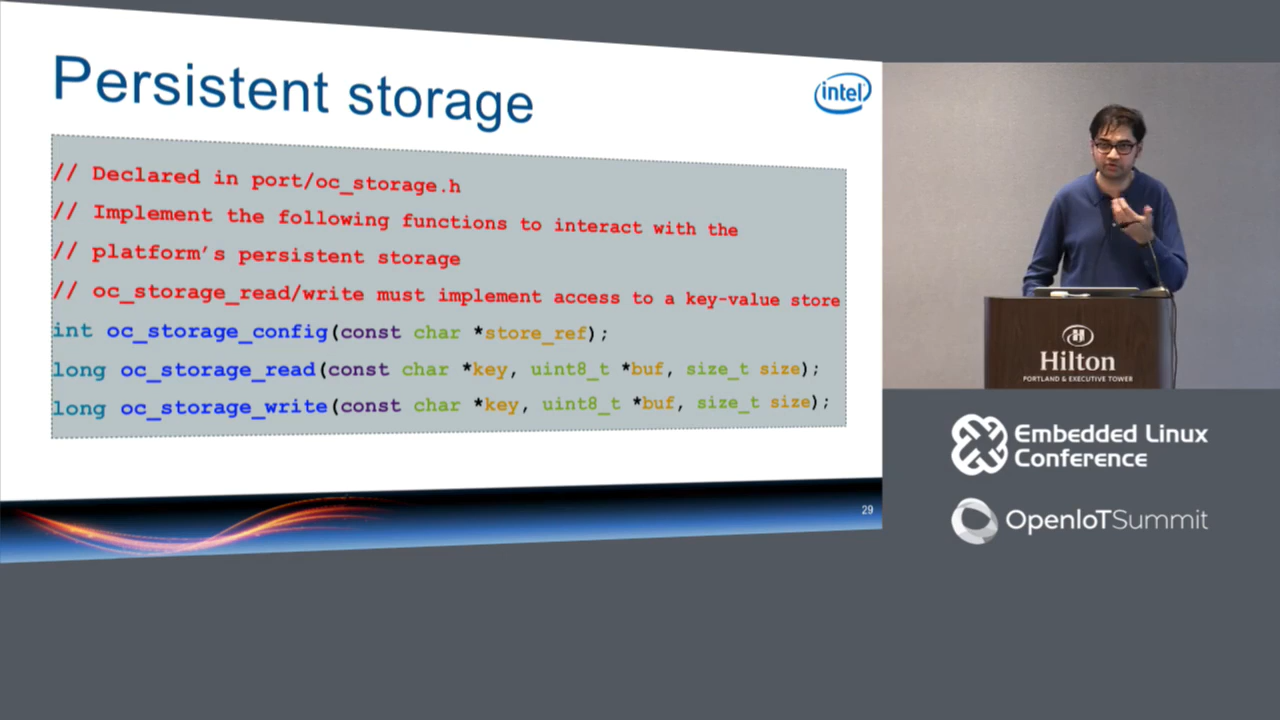 Persistent storage
intel
// Declared in port/oc_storage.h
// Implement the following functions to interact with the
// platform’s persistent storage
// oc_storage_read/write must implement access to a key-value store
int oc_storage_config(const char *store_ref);
long oc_storage_read(const char *key, uint8_t *buf, size_t size);
long oc_storage_write(const char *key, uint8_t *buf, size_t size);
29
Hilton
PORTLAND & EXECUTIVE TOWER
Embedded Linux
Conference
OpenIoTSummit